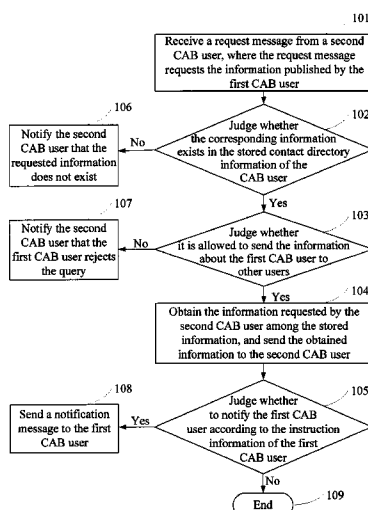 101
Receive a request message from a second
CAB user, where the request message
requests the information published by the
first CAB user
106
102
Notify the second
CAB user that the
requested information
does not exist
No
Judge whether
the corresponding information
exists in the stored contact directory
information of the
CAB user
107
Yes
103
Notify the second
CAB user that the
first CAB user rejects
the query
No
Judge whether
it is allowed to send the information
about the first CAB user to
other users
Yes
104
Obtain the information requested by the
second CAB user among the stored
information, and send the obtained
information to the second CAB user
108
105
Send a notification
message to the first
CAB user
Yes
Judge whether
to notify the first CAB
user according to the instruction
information of the first
CAB user
No
End
109